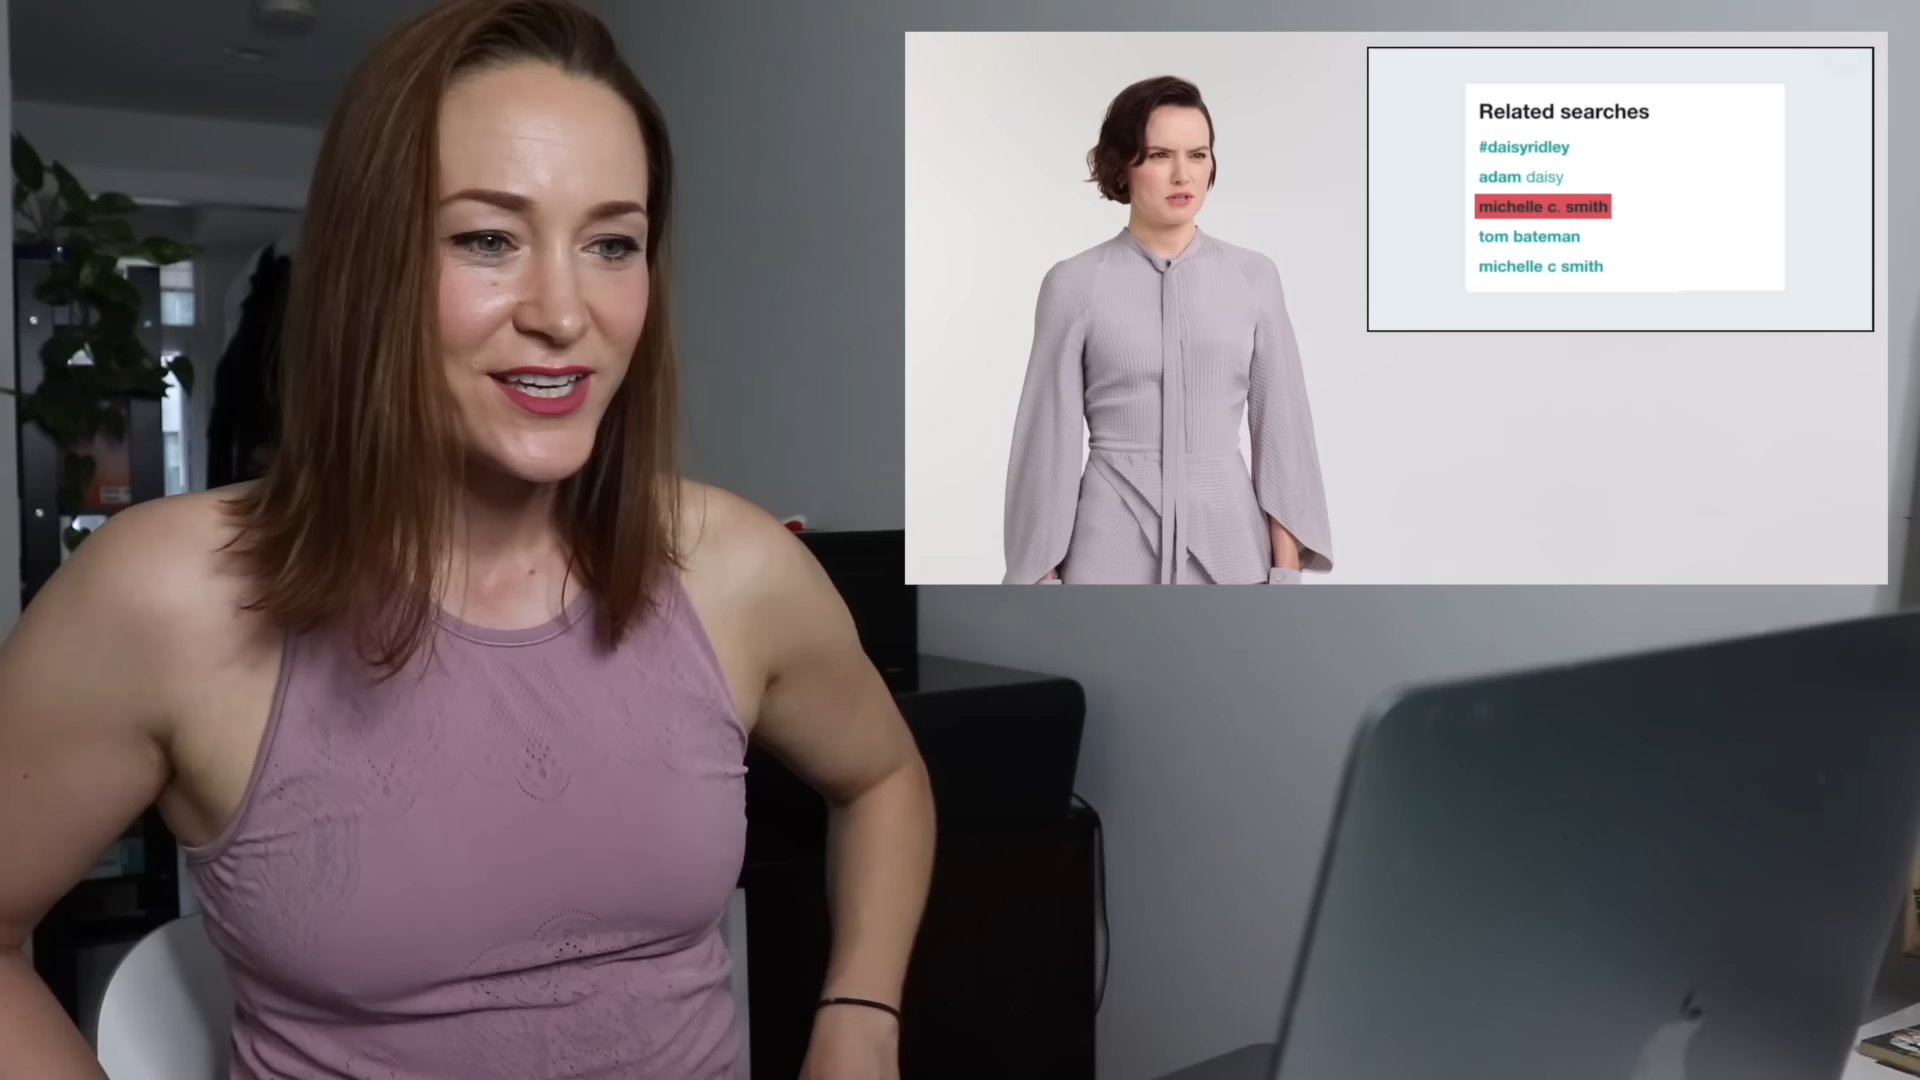 Related searches
#daisyridley
adam daisy
michelle c. smith
tom bateman
michelle c smith